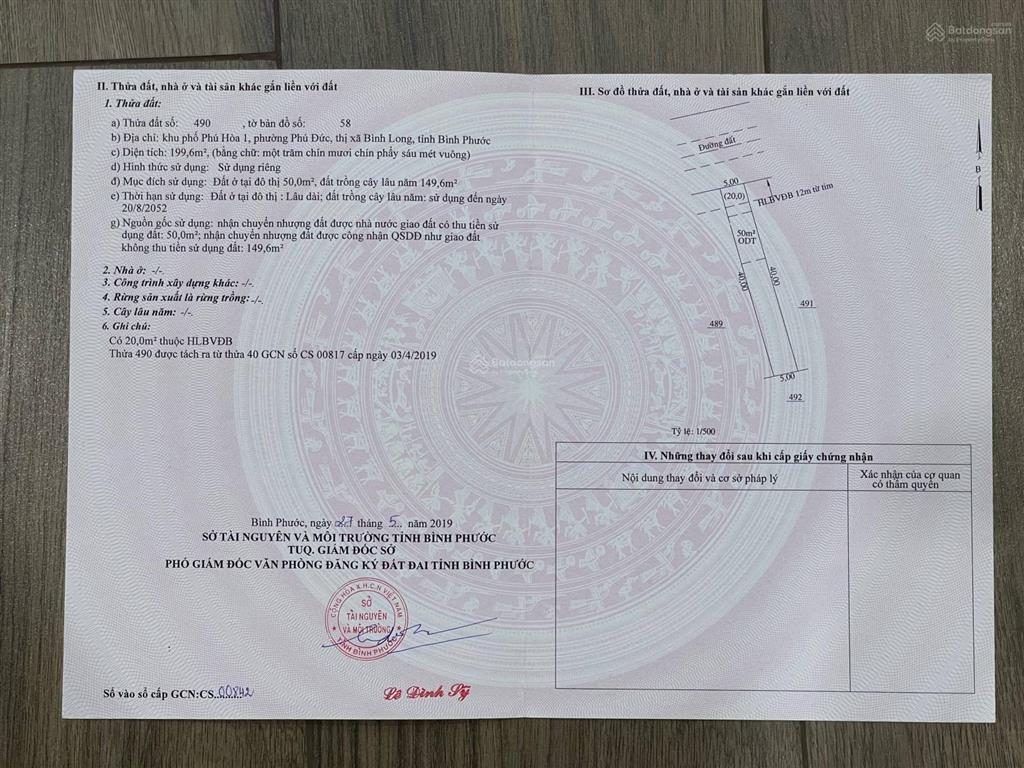 Batdongsan
by PropertyGuru
II. Thửa đất, nhà ở và tài sản khác gắn liền với đất
1. Thửa đất:
a) Thửa đất số: 490 , tờ bản đồ số: 58
b) Địa chỉ: khu phố Phú Hòa 1, phường Phú Đức, thị xã Bình Long, tỉnh Bình Phước
c) Diện tích: 199,6m², (bằng chữ: một trăm chín mươi chín phẩy sáu mét vuông)
d) Hình thức sử dụng: Sử dụng riêng
đ) Mục đích sử dụng: Đất ở tại đô thị 50,0m², đất trồng cây lâu năm 149,6m²
e) Thời hạn sử dụng: Đất ở tại đô thị : Lâu dài; đất trồng cây lâu năm: sử dụng đến ngày
20/8/2052
g) Nguồn gốc sử dụng: nhận chuyển nhượng đất được nhà nước giao đất có thu tiền sử
dụng đất: 50,0m²; nhận chuyển nhượng đất được công nhận QSDD như giao đất
không thu tiền sử dụng đất: 149,6m²
2. Nhà ở: -/-
3. Công trình xây dựng khác: -/-
4. Rừng sản xuất là rừng trồng: -/-
5. Cây lâu năm: -/-
6. Ghi chú:
Có 20,0m² thuộc HLBVĐB
Thửa 490 được tách ra từ thửa 40 GCN số CS 00817 cấp ngày 03/4/2019
Bình Phước, ngày 27 tháng 5 năm 2019
SỞ TÀI NGUYÊN VÀ MÔI TRƯỜNG TỈNH BÌNH PHƯỚC
TUQ. GIÁM ĐỐC SỞ
PHÓ GIÁM ĐỐC VĂN PHÒNG ĐĂNG KÝ ĐẤT ĐAI TỈNH BÌNH PHƯỚC
CỘNG HÒA X.H.C.N VIỆT NAM
SỞ
TÀI NGUYÊN
VÀ MÔI TRƯỜNG
TỈNH BÌNH PHƯỚC
Số vào sổ cấp GCN:CS..00842
Lê Đình Sỹ
III. Sơ đồ thửa đất, nhà ở và tài sản khác gắn liền với đất
Đường đất
B
5,00
(20,0)
HLBVĐB 12m từ tim
50m²
ODT
40,00
40,00
491
489
5,00
492
Batdongsan
Tỷ lệ: 1/500
IV. Những thay đổi sau khi cấp giấy chứng nhận
Nội dung thay đổi và cơ sở pháp lý
Xác nhận của cơ quan
có thẩm quyền